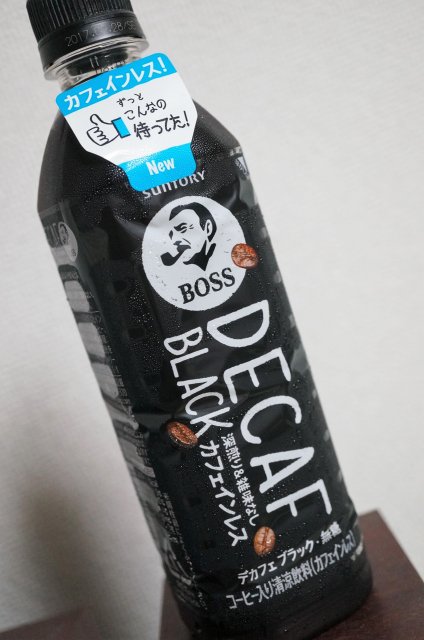 カフェインレス!
ずっと
こんなの
待ってた!
New
SUNTORY
BOSS
DECAF
BLACK
深煎り&雑味なし
カフェインレス
デカフェ ブラック・無糖
コーヒー入り清涼飲料(カフェインレス)